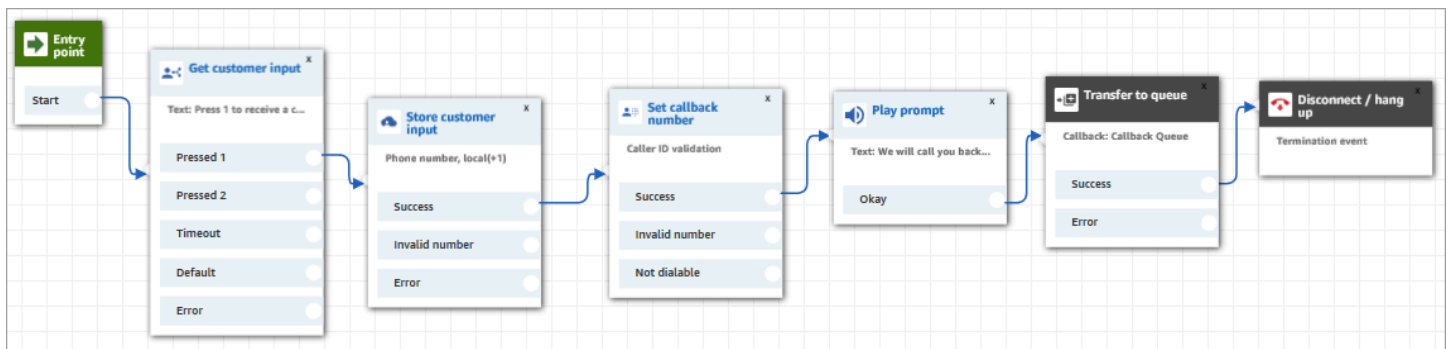 Entry
point
Start
x
Get customer input
Text: Press 1 to receive a c...
Pressed 1
Pressed 2
Timeout
Default
Error
x
Store customer
input
Phone number, local(+1)
Success
Invalid number
Error
x
Set callback
number
Caller ID validation
Success
Invalid number
Not dialable
x
Play prompt
Text: We will call you back...
Okay
x
Transfer to queue
Callback: Callback Queue
Success
Error
x
Disconnect / hang
up
Termination event